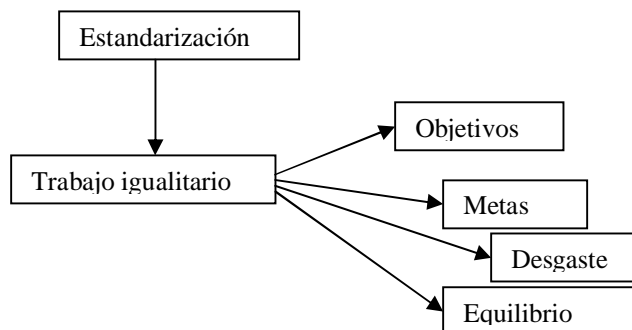 Estandarización
Objetivos
Trabajo igualitario
Metas
Desgaste
Equilibrio